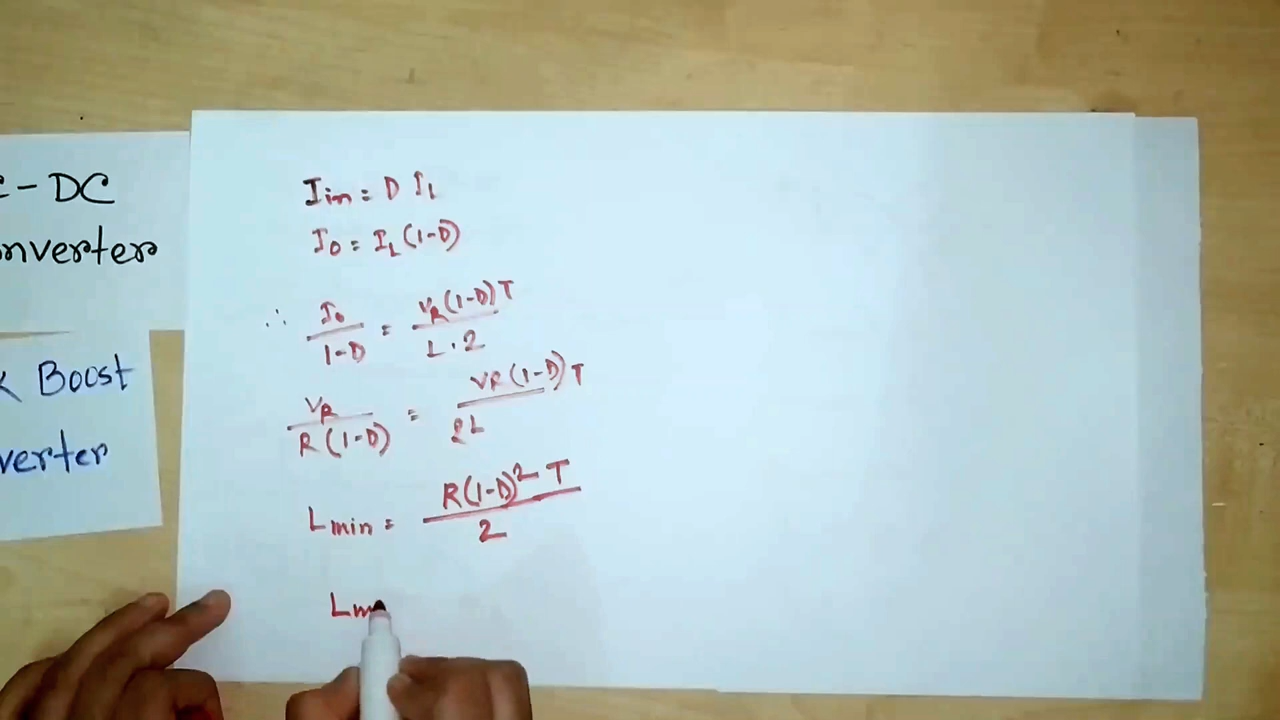 - DC
nverter
Boost
verter
Iin = D IL
Io = IL (1-D)
∴ Io / 1-D = VR (1-D) T / L . 2
VR / R (1-D) = VR (1-D) T / 2L
Lmin = R(1-D)² T / 2
Lm